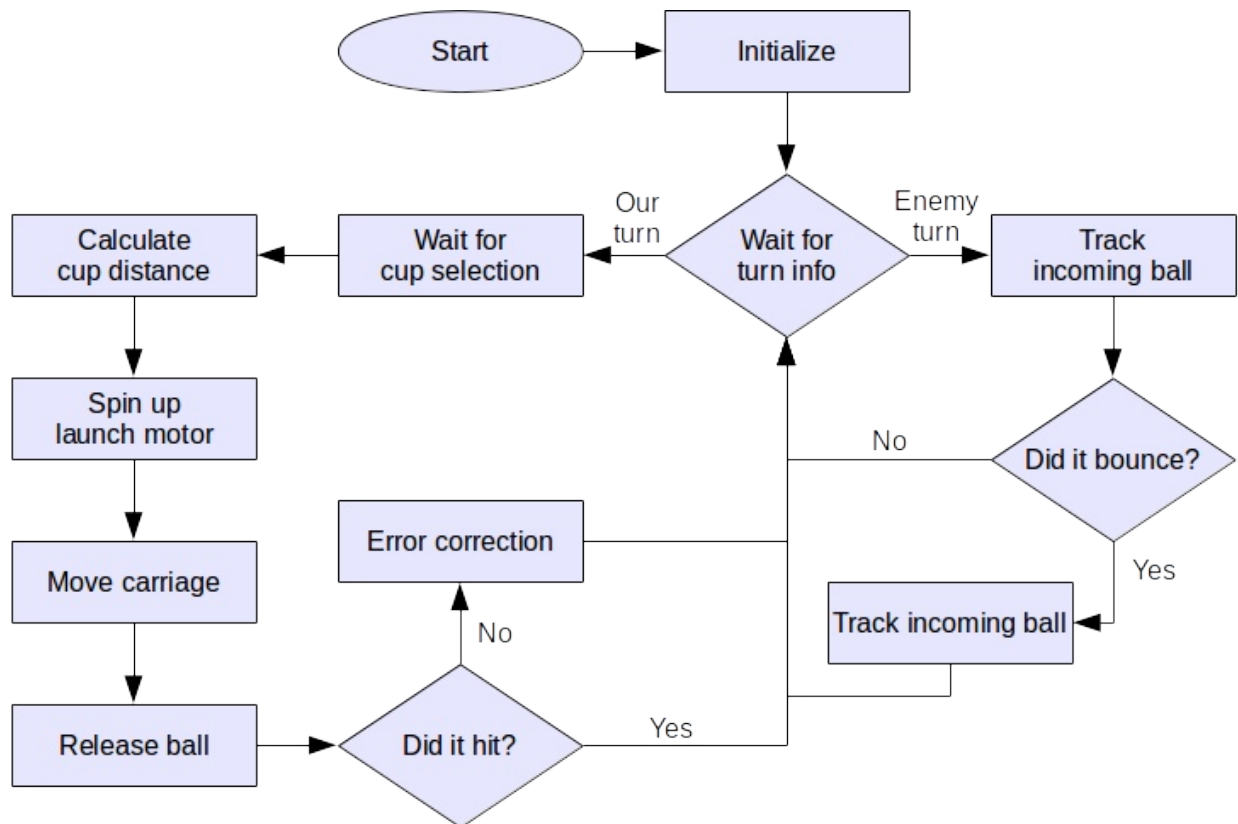 Start
Initialize
Our
turn
Enemy
turn
Calculate
cup distance
Wait for
cup selection
Wait for
turn info
Track
incoming ball
Spin up
launch motor
No
Did it bounce?
Error correction
Move carriage
Yes
Track incoming ball
No
Release ball
Did it hit?
Yes